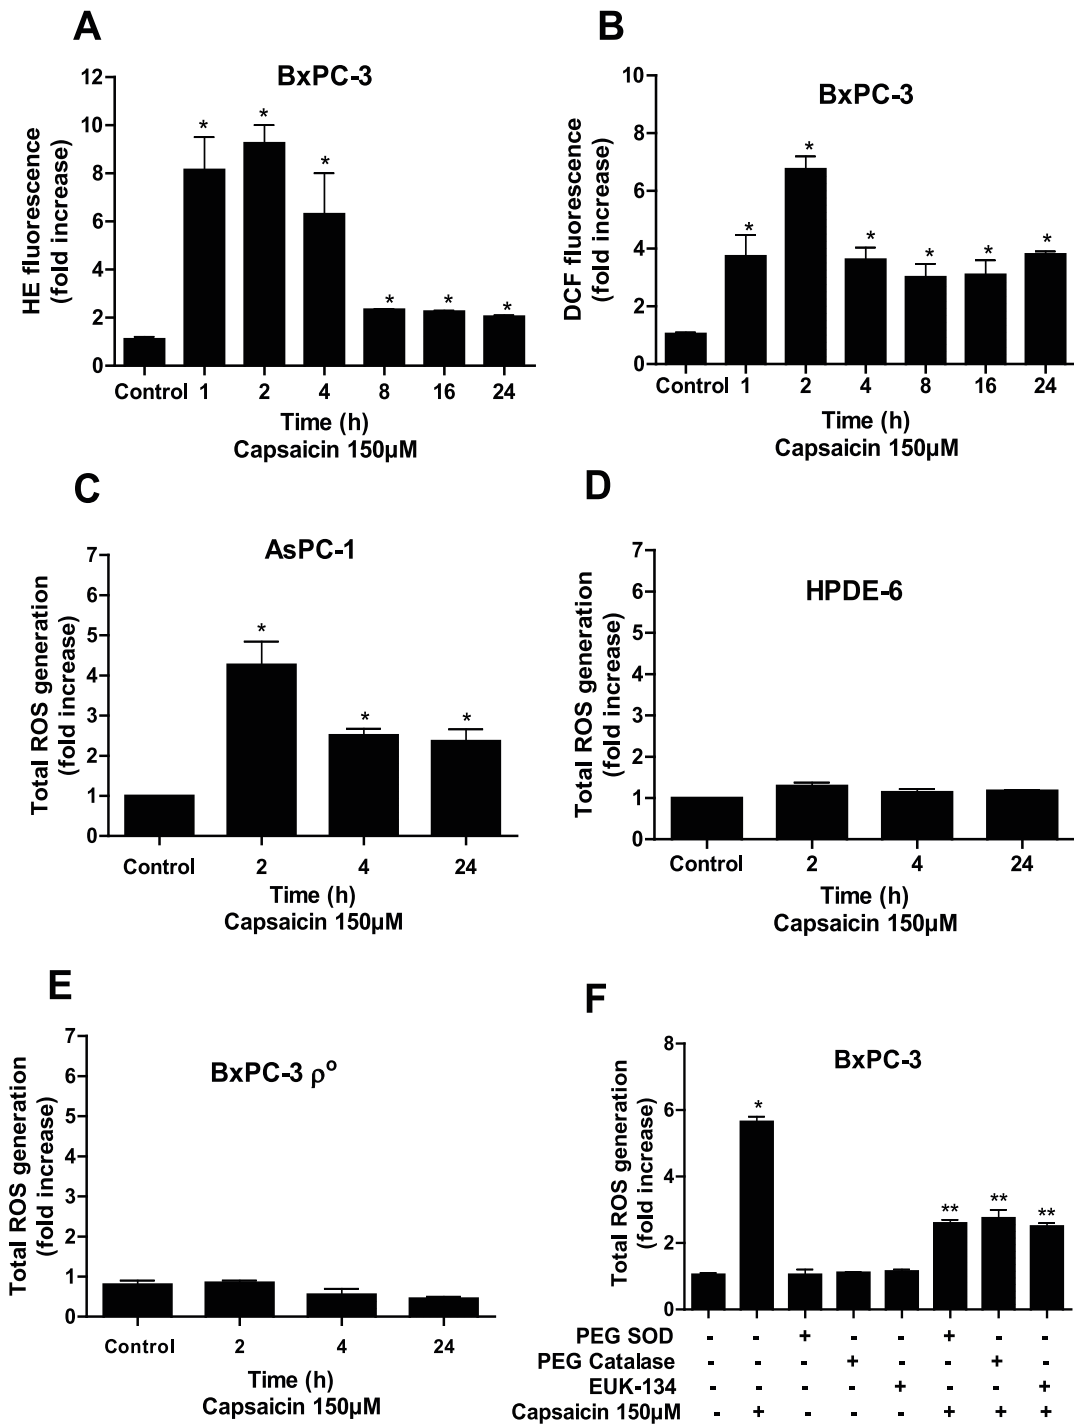 A
BxPC-3
HE fluorescence
(fold increase)
12
10
8
6
4
2
0
* * * * * *
Control 1 2 4 8 16 24
Time (h)
Capsaicin 150µM
B
BxPC-3
DCF fluorescence
(fold increase)
10
8
6
4
2
0
* * * * * *
Control 1 2 4 8 16 24
Time (h)
Capsaicin 150µM
C
AsPC-1
Total ROS generation
(fold increase)
7
6
5
4
3
2
1
0
* * *
Control 2 4 24
Time (h)
Capsaicin 150µM
D
HPDE-6
Total ROS generation
(fold increase)
7
6
5
4
3
2
1
0
Control 2 4 24
Time (h)
Capsaicin 150µM
E
BxPC-3 ρº
Total ROS generation
(fold increase)
7
6
5
4
3
2
1
0
Control 2 4 24
Time (h)
Capsaicin 150µM
F
BxPC-3
Total ROS generation
(fold increase)
8
6
4
2
0
* ** ** **
PEG SOD - - + - - + - -
PEG Catalase - - - + - - + -
EUK-134 - - - - + - - +
Capsaicin 150µM - + - - - + + +